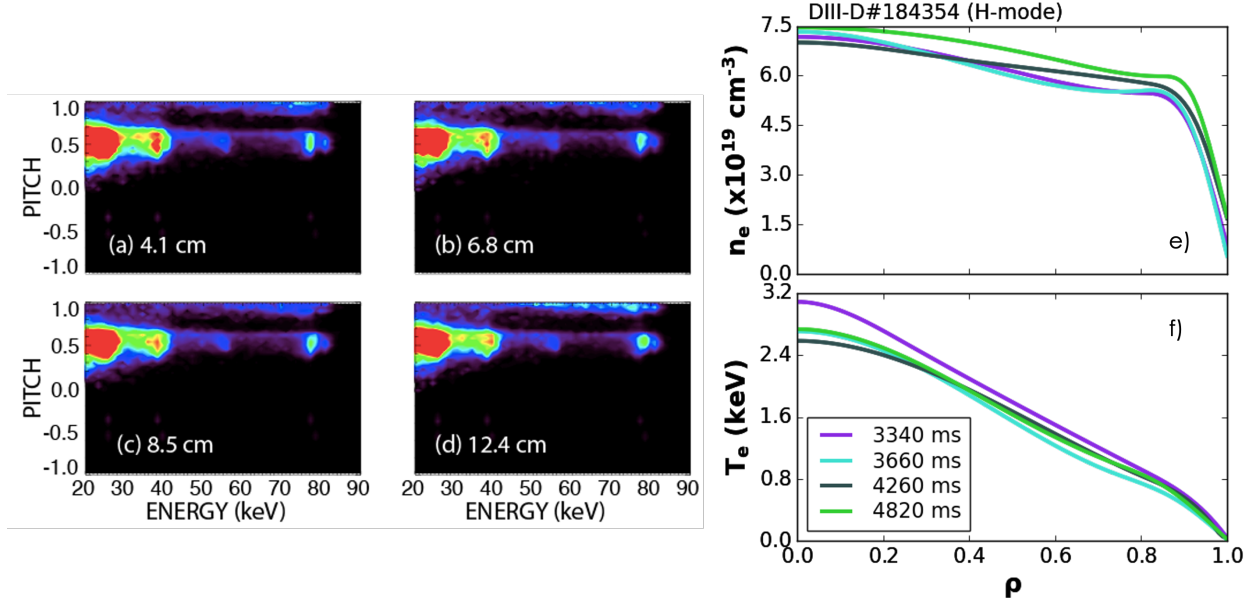 1.0
0.5
0.0
-0.5
-1.0
PITCH
(a) 4.1 cm
(b) 6.8 cm
1.0
0.5
0.0
-0.5
-1.0
PITCH
(c) 8.5 cm
(d) 12.4 cm
20 30 40 50 60 70 80 90
ENERGY (keV)
20 30 40 50 60 70 80 90
ENERGY (keV)
DIII-D#184354 (H-mode)
7.5
6.0
4.5
3.0
1.5
0.0
nₑ (x10¹⁹ cm⁻³)
e)
3.2
2.4
1.6
0.8
0.0
Tₑ (keV)
f)
3340 ms
3660 ms
4260 ms
4820 ms
0.0 0.2 0.4 0.6 0.8 1.0
ρ